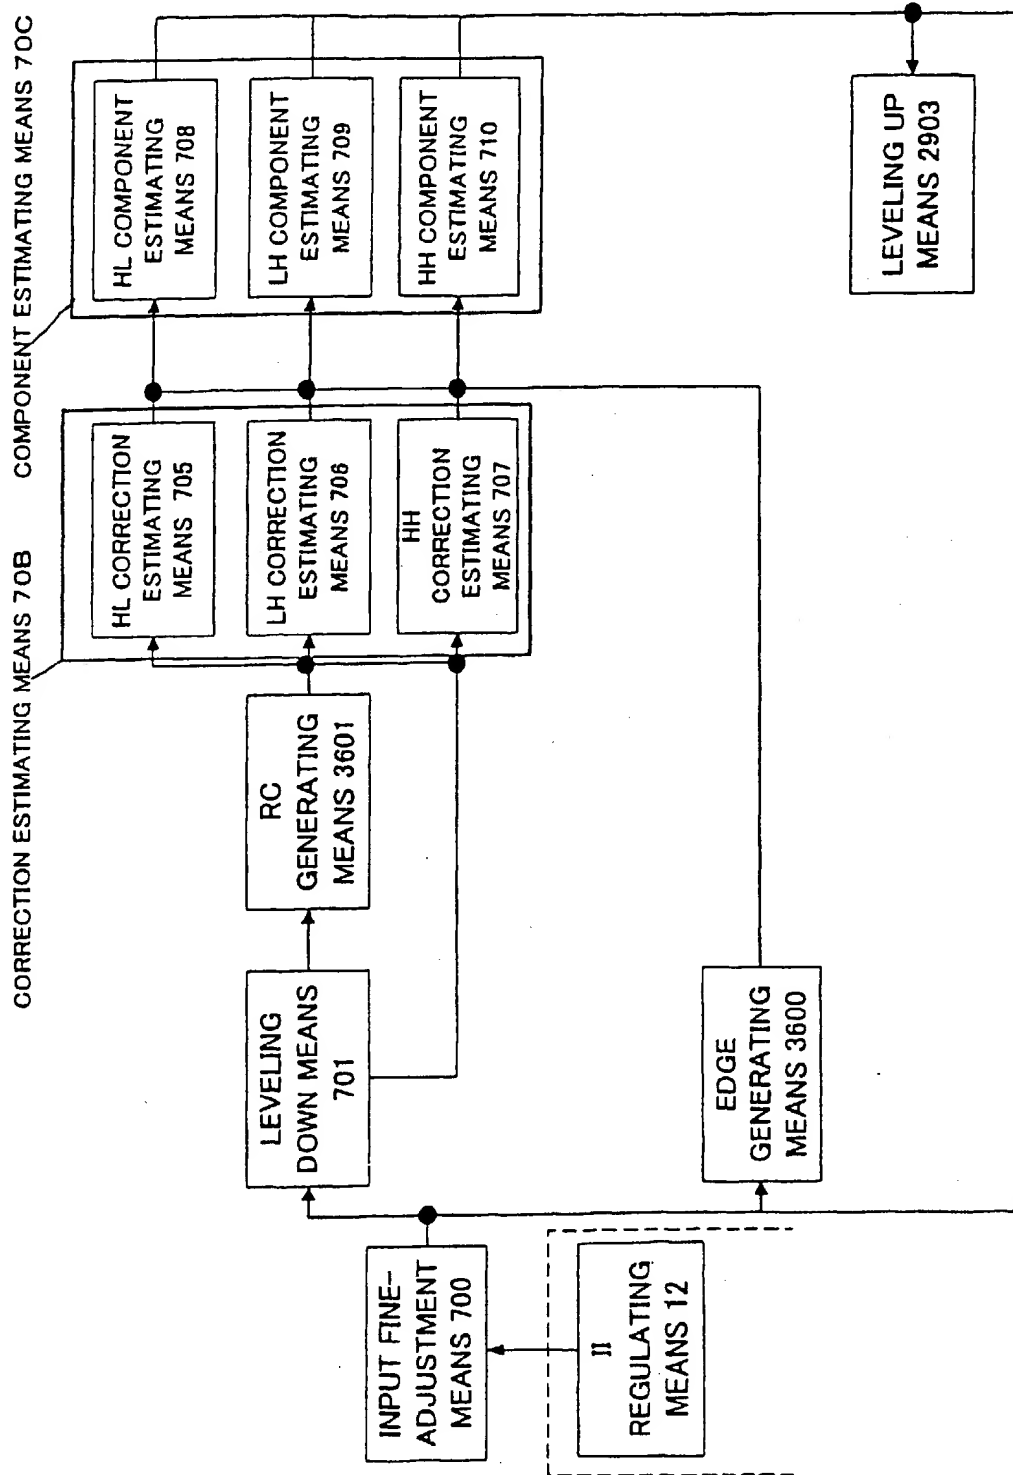 CORRECTION ESTIMATING MEANS 70B
COMPONENT ESTIMATING MEANS 70C
HL CORRECTION
ESTIMATING
MEANS 705
HL COMPONENT
ESTIMATING
MEANS 708
LH CORRECTION
ESTIMATING
MEANS 706
LH COMPONENT
ESTIMATING
MEANS 709
HH
CORRECTION
ESTIMATING
MEANS 707
HH COMPONENT
ESTIMATING
MEANS 710
RC
GENERATING
MEANS 3601
LEVELING
DOWN MEANS
701
INPUT FINE-
ADJUSTMENT
MEANS 700
II
REGULATING
MEANS 12
EDGE
GENERATING
MEANS 3600
LEVELING UP
MEANS 2903